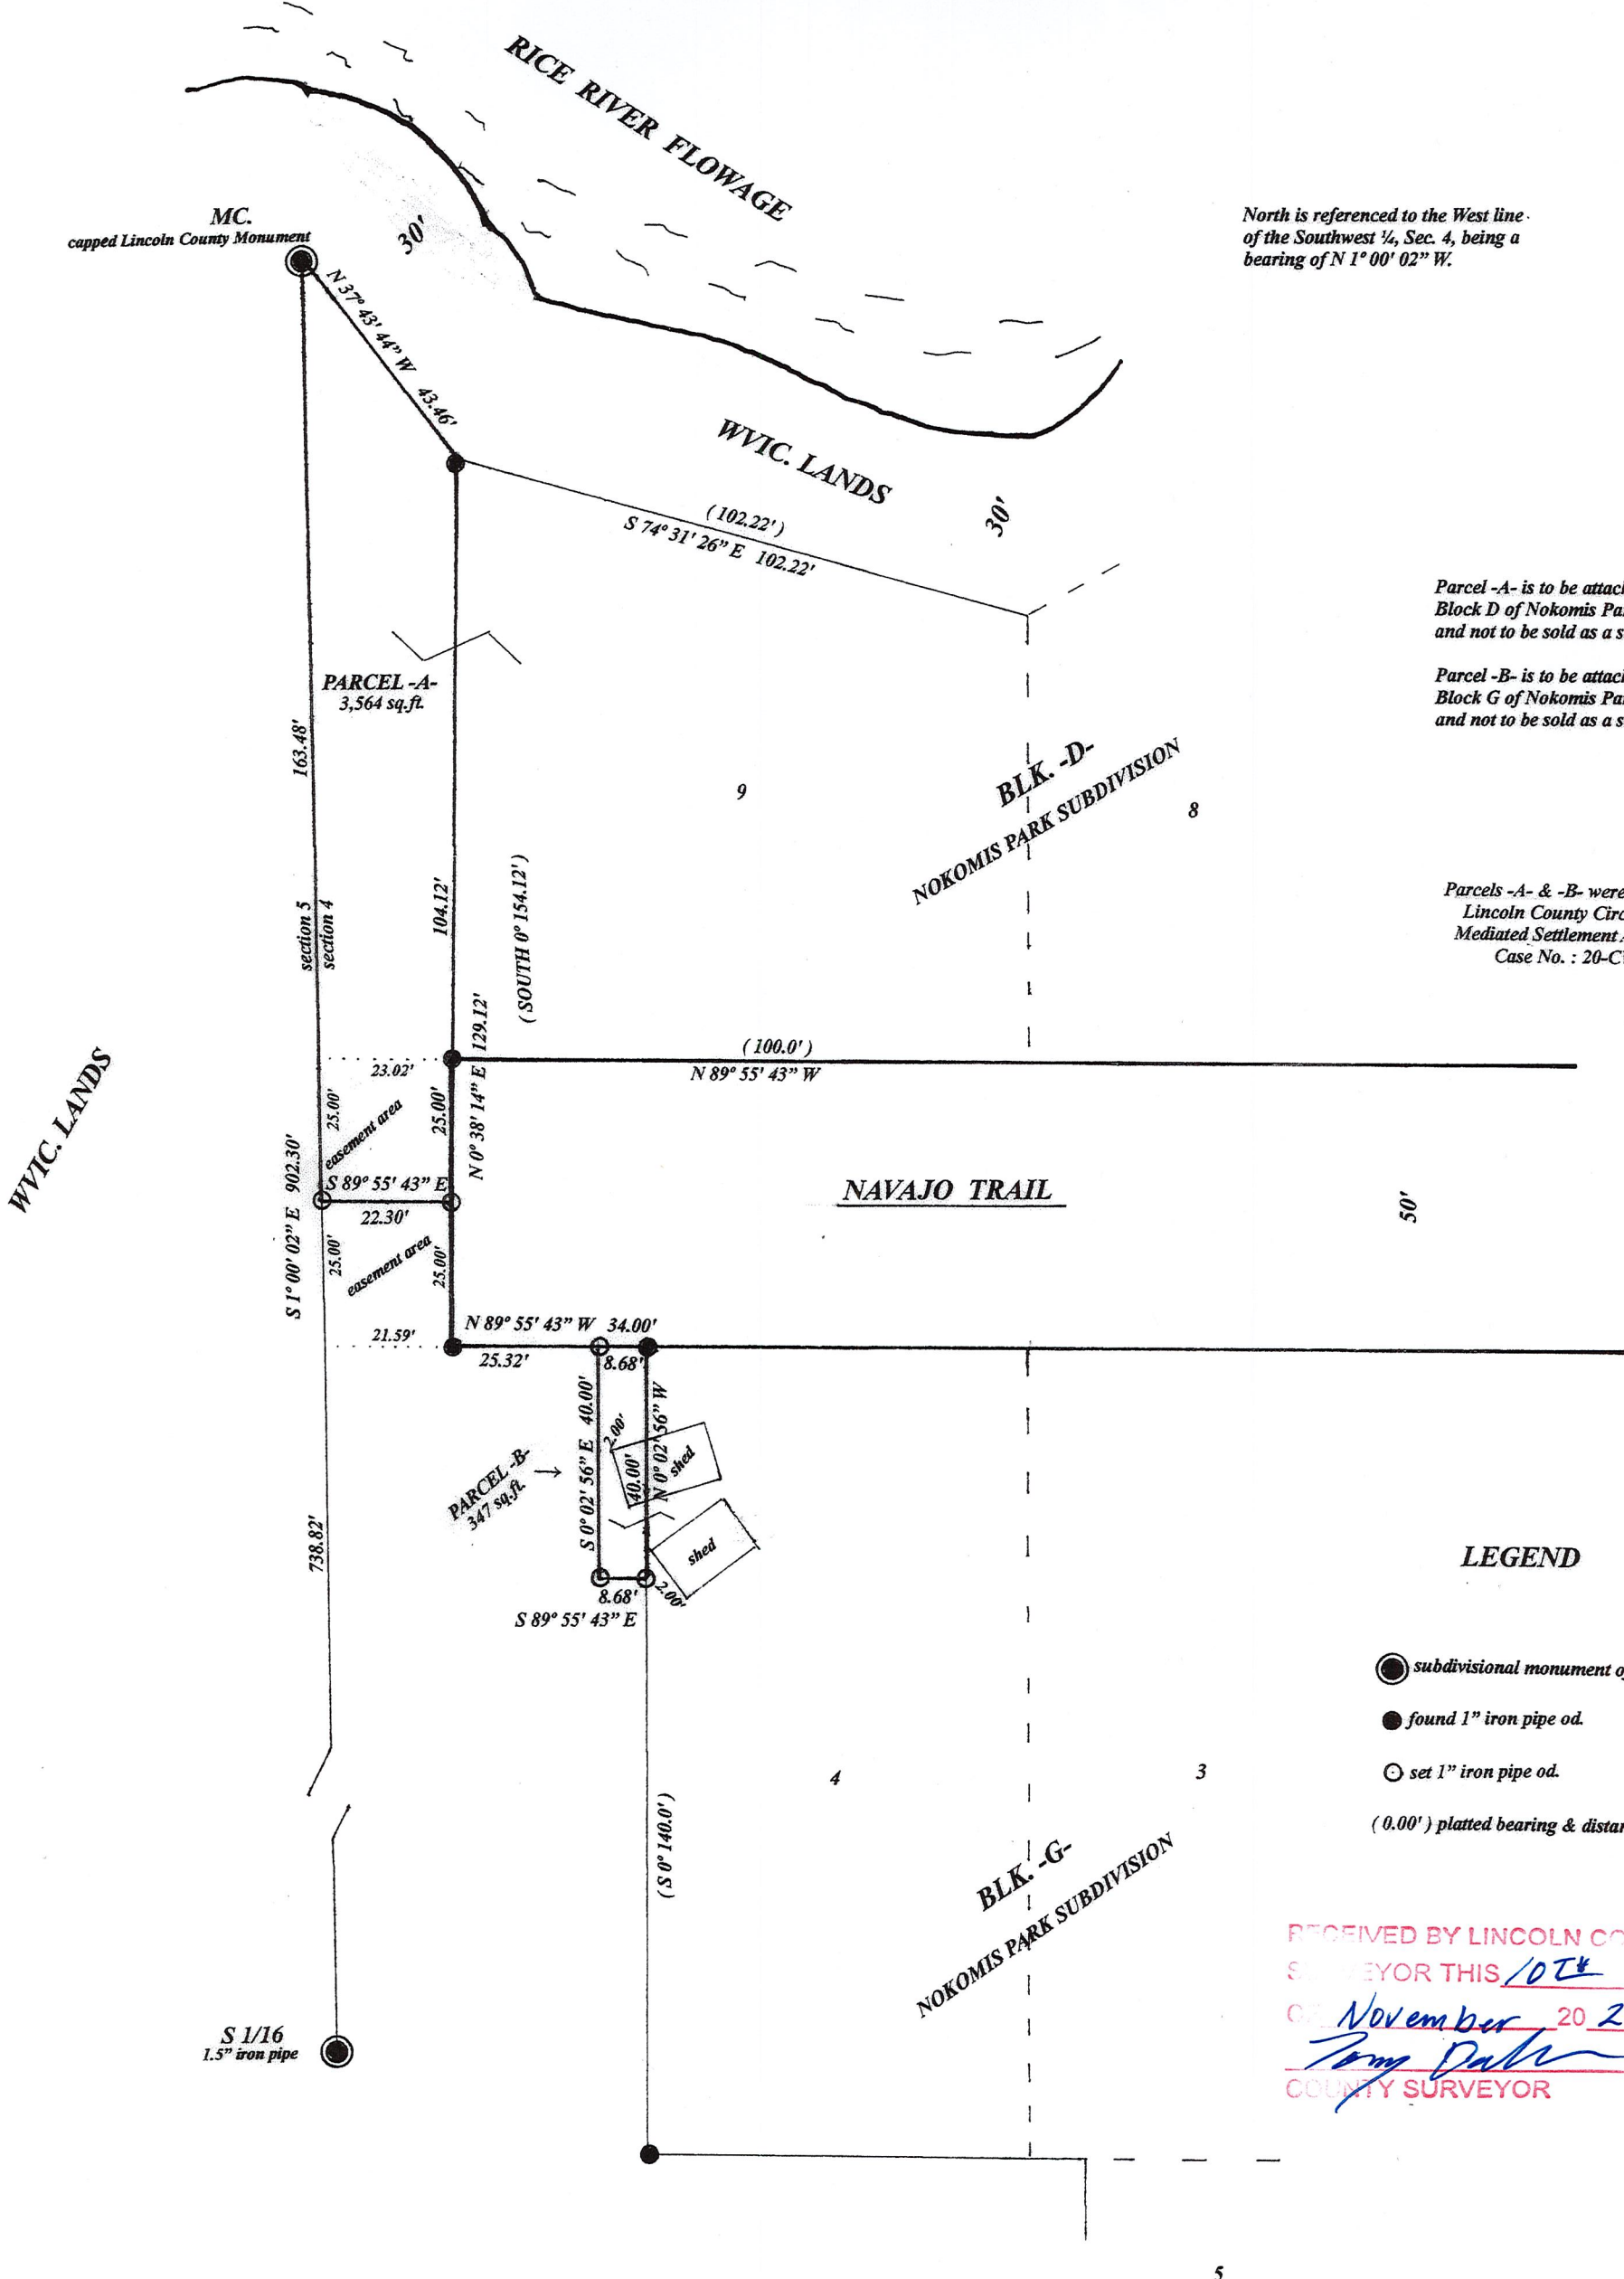 RICE RIVER FLOWAGE
MC.
capped Lincoln County Monument
30'
North is referenced to the West line
of the Southwest ¼, Sec. 4, being a
bearing of N 1° 00' 02” W.
N 37° 43' 44” W 43.46'
WVIC. LANDS
30'
( 102.22' )
S 74° 31' 26” E 102.22'
Parcel -A- is to be attac
Block D of Nokomis Pa
and not to be sold as a s
Parcel -B- is to be attac
Block G of Nokomis Pa
and not to be sold as a s
PARCEL -A-
3,564 sq.ft.
163.48'
9
BLK. -D-
NOKOMIS PARK SUBDIVISION
8
section 5
section 4
104.12'
( SOUTH 0° 154.12' )
Parcels -A- & -B- were
Lincoln County Circ
Mediated Settlement
Case No. : 20-C
N 0° 38' 14” E 129.12'
( 100.0' )
N 89° 55' 43” W
23.02'
25.00'
easement area
25.00'
WVIC. LANDS
S 1° 00' 02” E 902.30'
S 89° 55' 43” E
22.30'
NAVAJO TRAIL
50'
25.00'
easement area
25.00'
21.59'
N 89° 55' 43” W 34.00'
25.32'
8.68'
PARCEL -B-
347 sq.ft.
→
S 0° 02' 56” E 40.00'
2.00'
40.00'
N 0° 02' 56” W
shed
shed
2.00'
8.68'
S 89° 55' 43” E
738.82'
LEGEND
subdivisional monument o
found 1” iron pipe od.
set 1” iron pipe od.
( 0.00' ) platted bearing & dista
4
3
( S 0° 140.0' )
BLK. -G-
NOKOMIS PARK SUBDIVISION
RECEIVED BY LINCOLN CO
SURVEYOR THIS 10th
OF November 20 2
Tony Dal
COUNTY SURVEYOR
S 1/16
1.5” iron pipe
5